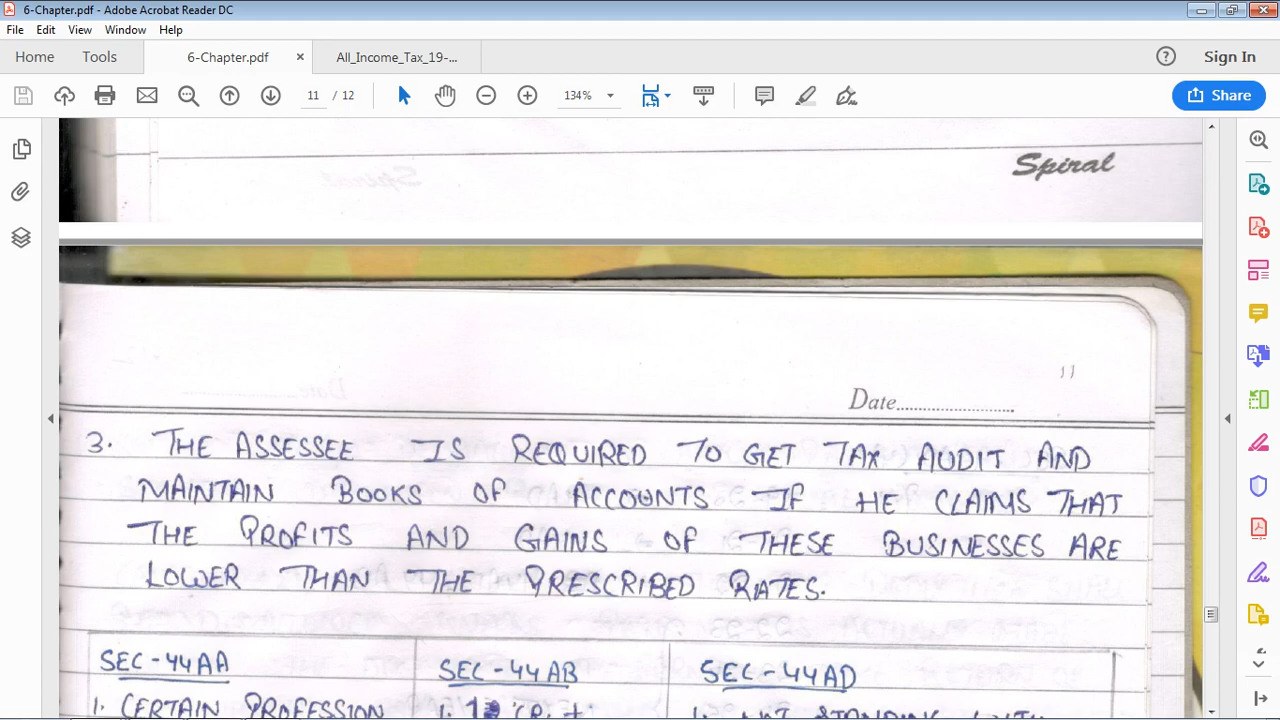 6-Chapter.pdf - Adobe Acrobat Reader DC
File Edit View Window Help
Home Tools 6-Chapter.pdf × All_Income_Tax_19-... ? Sign In
11 / 12 134% Share
Spiral
11
Date
3. THE ASSESSEE IS REQUIRED TO GET TAX AUDIT AND
MAINTAIN BOOKS OF ACCOUNTS IF HE CLAIMS THAT
THE PROFITS AND GAINS OF THESE BUSINESSES ARE
LOWER THAN THE PRESCRIBED RATES.
SEC-44AA SEC-44AB SEC-44AD
1. CERTAIN PROFESSION 1.